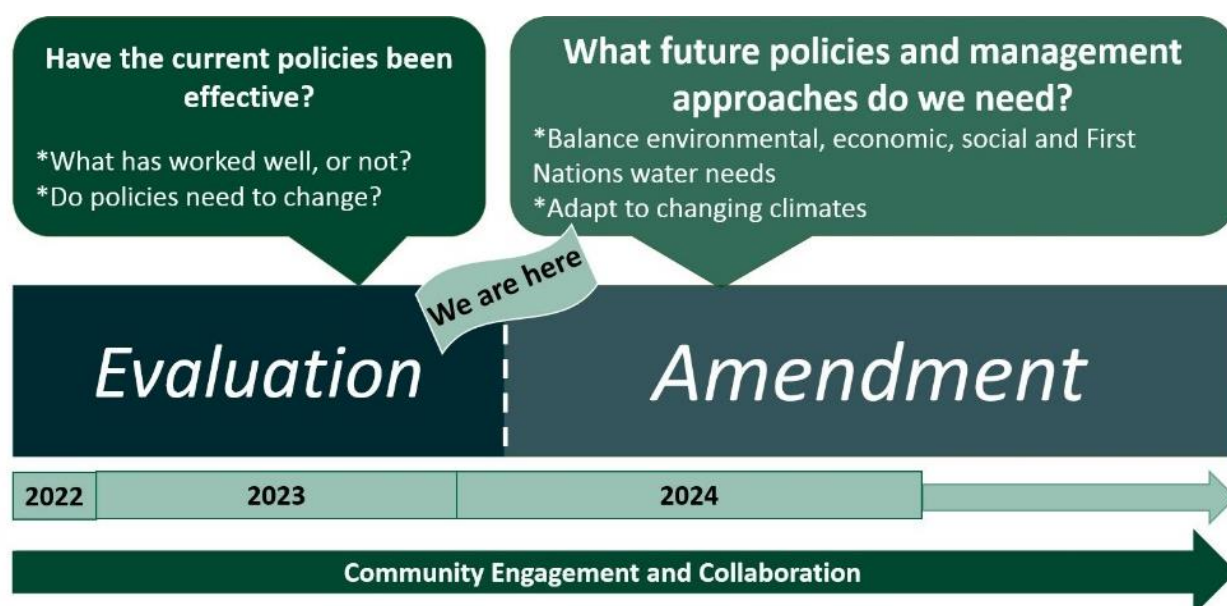 Have the current policies been
effective?
*What has worked well, or not?
*Do policies need to change?
What future policies and management
approaches do we need?
*Balance environmental, economic, social and First
Nations water needs
*Adapt to changing climates
We are here
Evaluation
Amendment
2022
2023
2024
Community Engagement and Collaboration